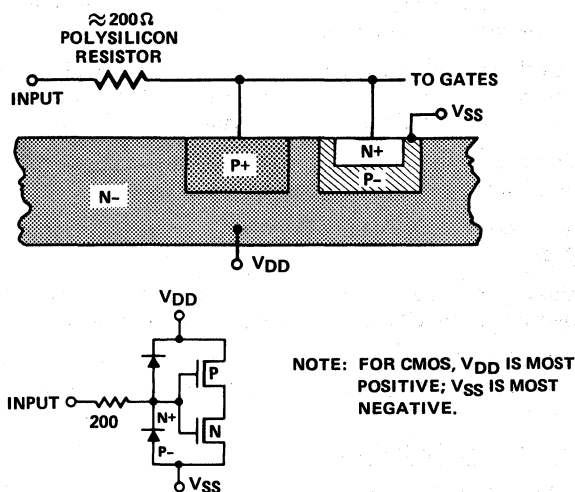 ≈200Ω
POLYSILICON
RESISTOR
INPUT
TO GATES
VSS
P+
N+
P–
N–
VDD
VDD
P
INPUT
200
N+
N
P–
VSS
NOTE: FOR CMOS, VDD IS MOST
POSITIVE; VSS IS MOST
NEGATIVE.